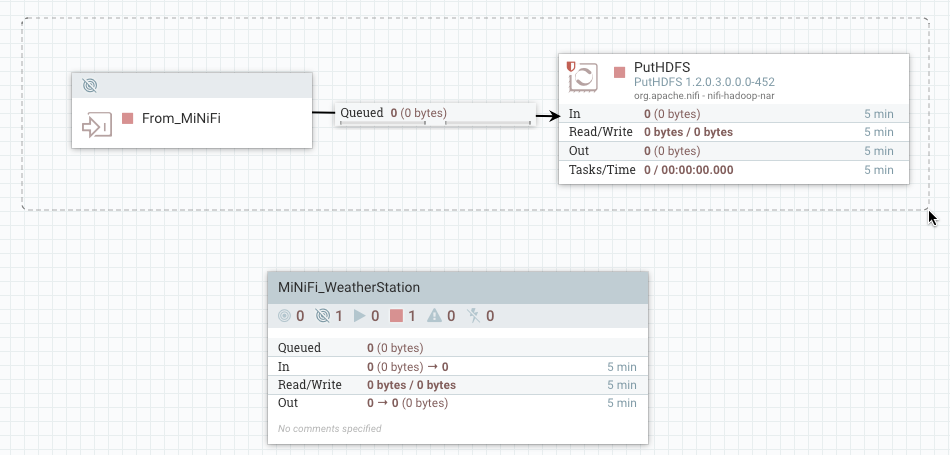 From_MiNiFi
Queued 0 (0 bytes)
PutHDFS
PutHDFS 1.2.0.3.0.0.0-452
org.apache.nifi - nifi-hadoop-nar
In 0 (0 bytes) 5 min
Read/Write 0 bytes / 0 bytes 5 min
Out 0 (0 bytes) 5 min
Tasks/Time 0 / 00:00:00.000 5 min
MiNiFi_WeatherStation
0 1 0 1 0 0
Queued 0 (0 bytes)
In 0 (0 bytes) → 0 5 min
Read/Write 0 bytes / 0 bytes 5 min
Out 0 → 0 (0 bytes) 5 min
No comments specified